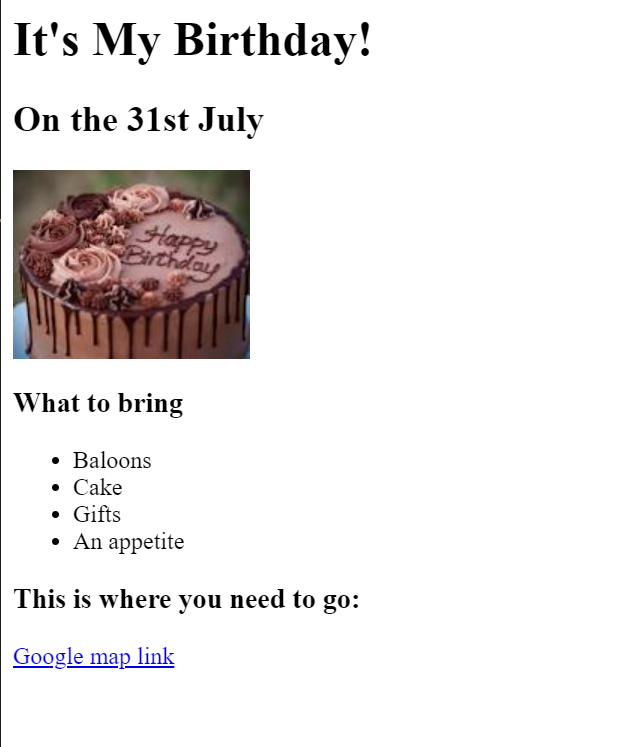 It's My Birthday!
On the 31st July
Happy
Birthday
What to bring
Baloons
Cake
Gifts
An appetite
This is where you need to go:
Google map link